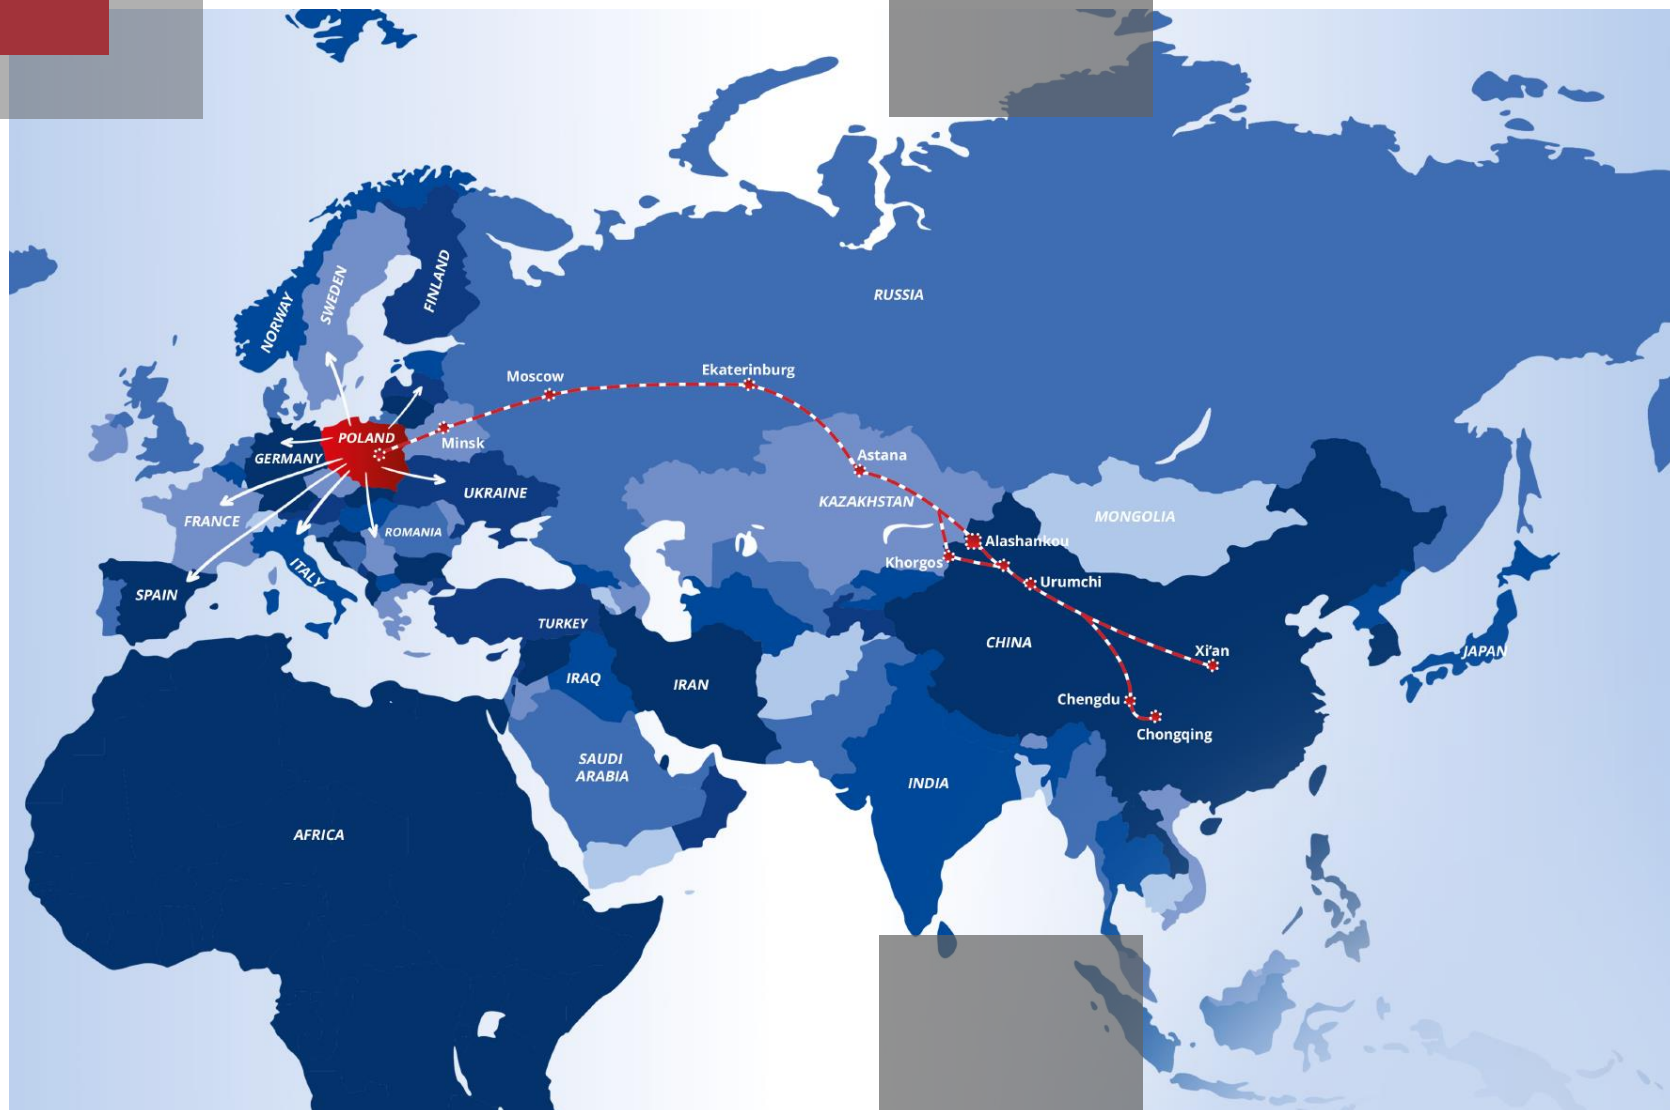 NORWAY
SWEDEN
FINLAND
RUSSIA
Moscow
Ekaterinburg
POLAND
Minsk
GERMANY
Astana
UKRAINE
KAZAKHSTAN
FRANCE
ROMANIA
MONGOLIA
Alashankou
Khorgos
ITALY
Urumchi
SPAIN
TURKEY
CHINA
Xi'an
JAPAN
IRAQ
IRAN
Chengdu
Chongqing
SAUDI
ARABIA
INDIA
AFRICA